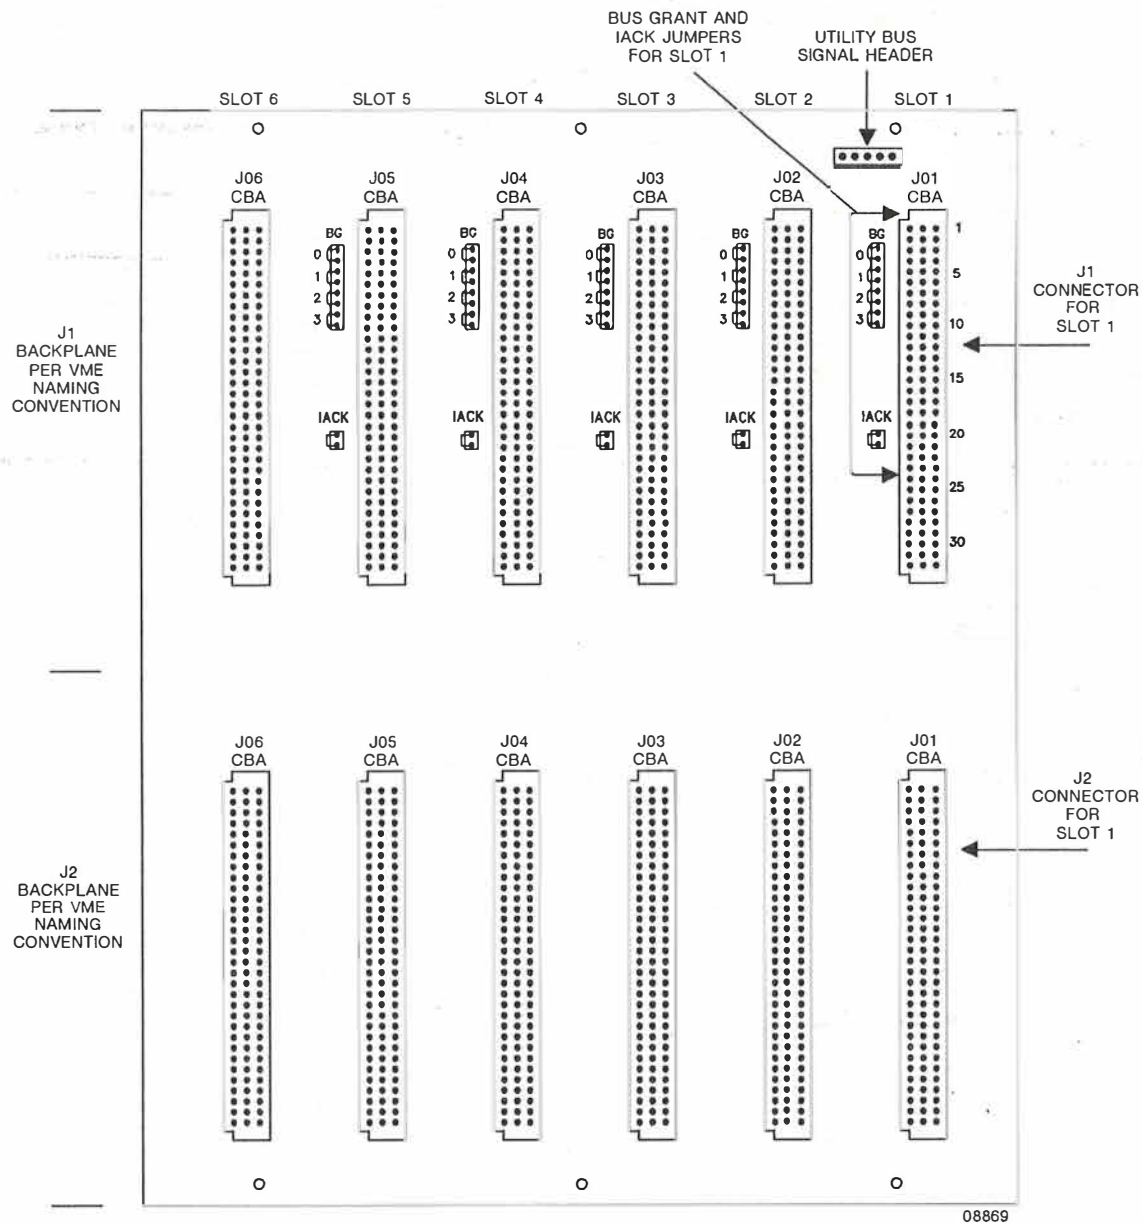 BUS GRANT AND
IACK JUMPERS
FOR SLOT 1
UTILITY BUS
SIGNAL HEADER
SLOT 6
SLOT 5
SLOT 4
SLOT 3
SLOT 2
SLOT 1
J06
CBA
J05
CBA
J04
CBA
J03
CBA
J02
CBA
J01
CBA
BG
0
1
2
3
IACK
BG
0
1
2
3
IACK
BG
0
1
2
3
IACK
BG
0
1
2
3
IACK
BG
0
1
2
3
IACK
1
5
10
15
20
25
30
J1
CONNECTOR
FOR
SLOT 1
J1
BACKPLANE
PER VME
NAMING
CONVENTION
J06
CBA
J05
CBA
J04
CBA
J03
CBA
J02
CBA
J01
CBA
J2
CONNECTOR
FOR
SLOT 1
J2
BACKPLANE
PER VME
NAMING
CONVENTION
08869